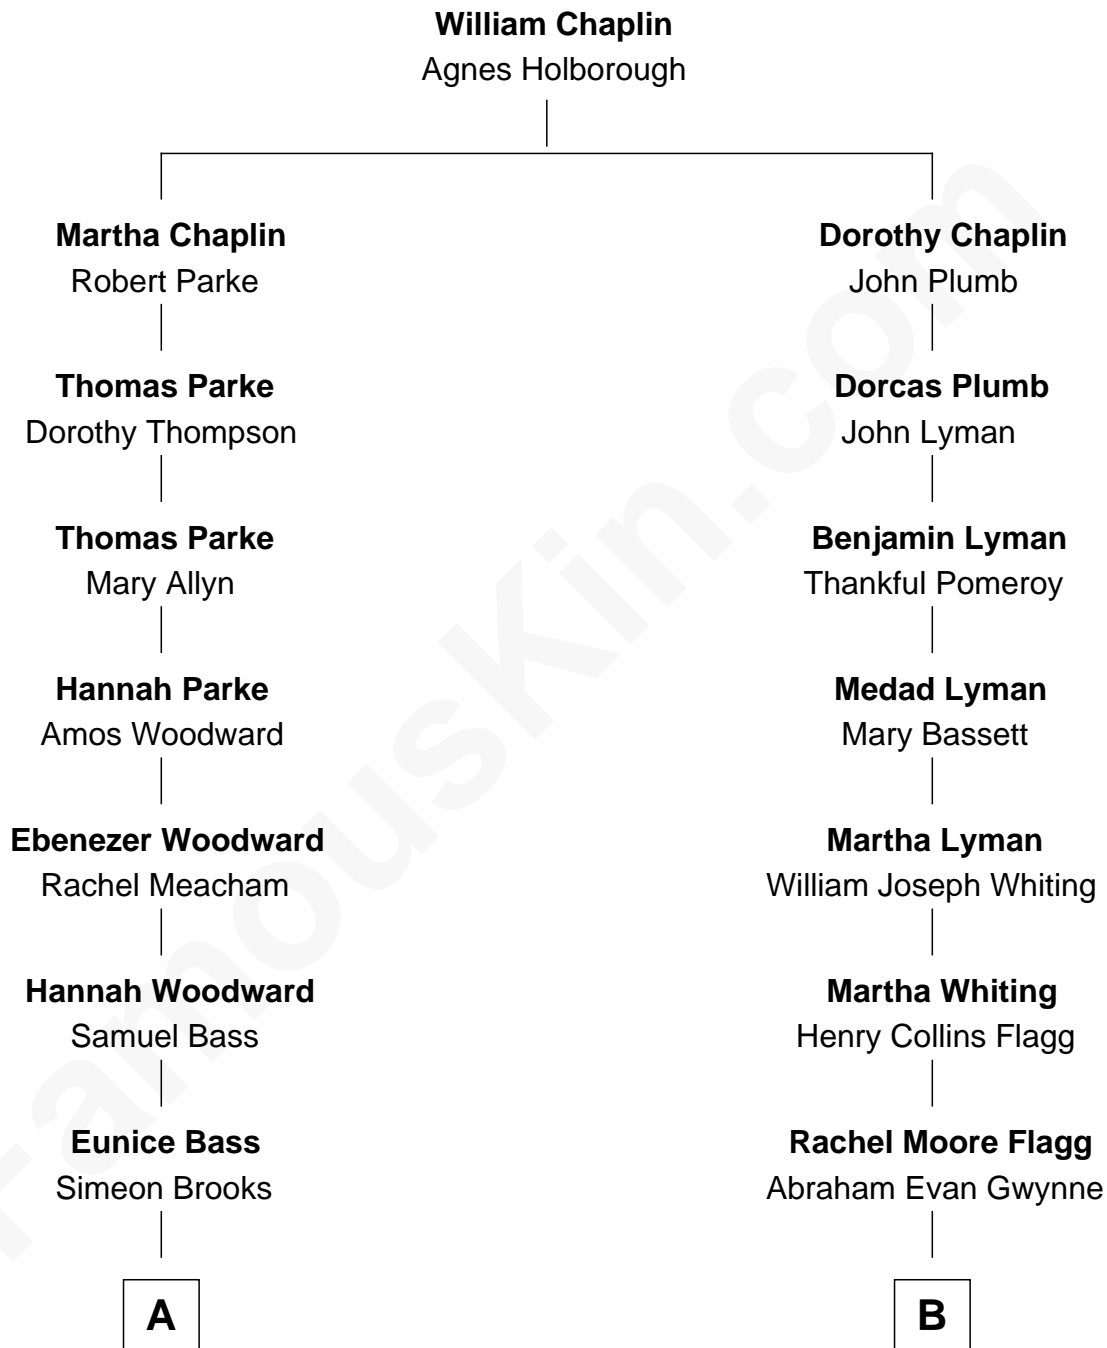 William Chaplin
Agnes Holborough
Martha Chaplin
Robert Parke
Dorothy Chaplin
John Plumb
Thomas Parke
Dorothy Thompson
Dorcas Plumb
John Lyman
Thomas Parke
Mary Allyn
Benjamin Lyman
Thankful Pomeroy
Hannah Parke
Amos Woodward
Medad Lyman
Mary Bassett
Ebenezer Woodward
Rachel Meacham
Martha Lyman
William Joseph Whiting
Hannah Woodward
Samuel Bass
Martha Whiting
Henry Collins Flagg
Eunice Bass
Simeon Brooks
Rachel Moore Flagg
Abraham Evan Gwynne
A
B
FamousKin.com